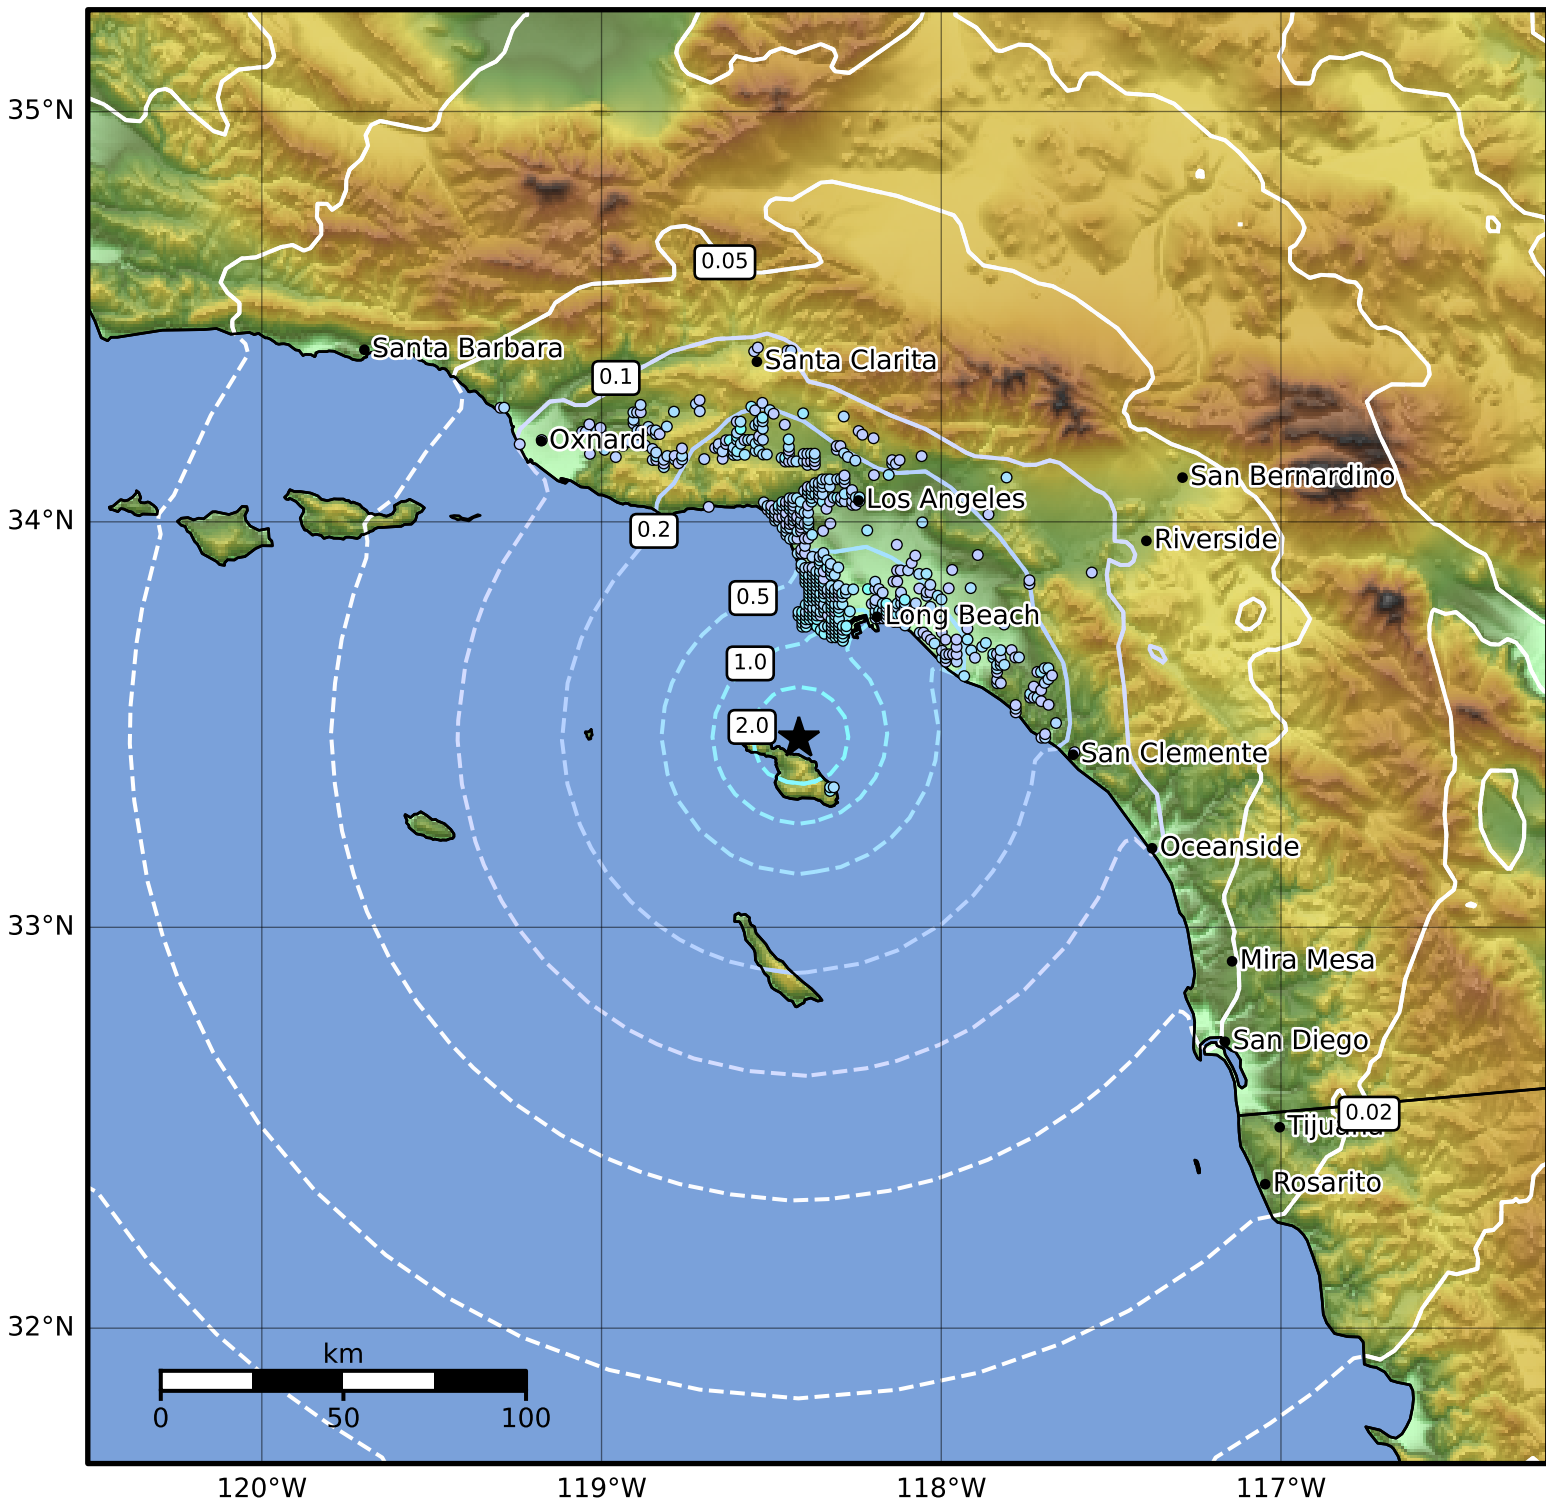 35°N
0.05
Santa Barbara
Santa Clarita
0.1
Oxnard
San Bernardino
Los Angeles
34°N
0.2
Riverside
0.5
Long Beach
1.0
2.0
San Clemente
Oceanside
33°N
Mira Mesa
San Diego
0.02
Tijuana
Rosarito
32°N
km
0 50 100
120°W 119°W 118°W 117°W